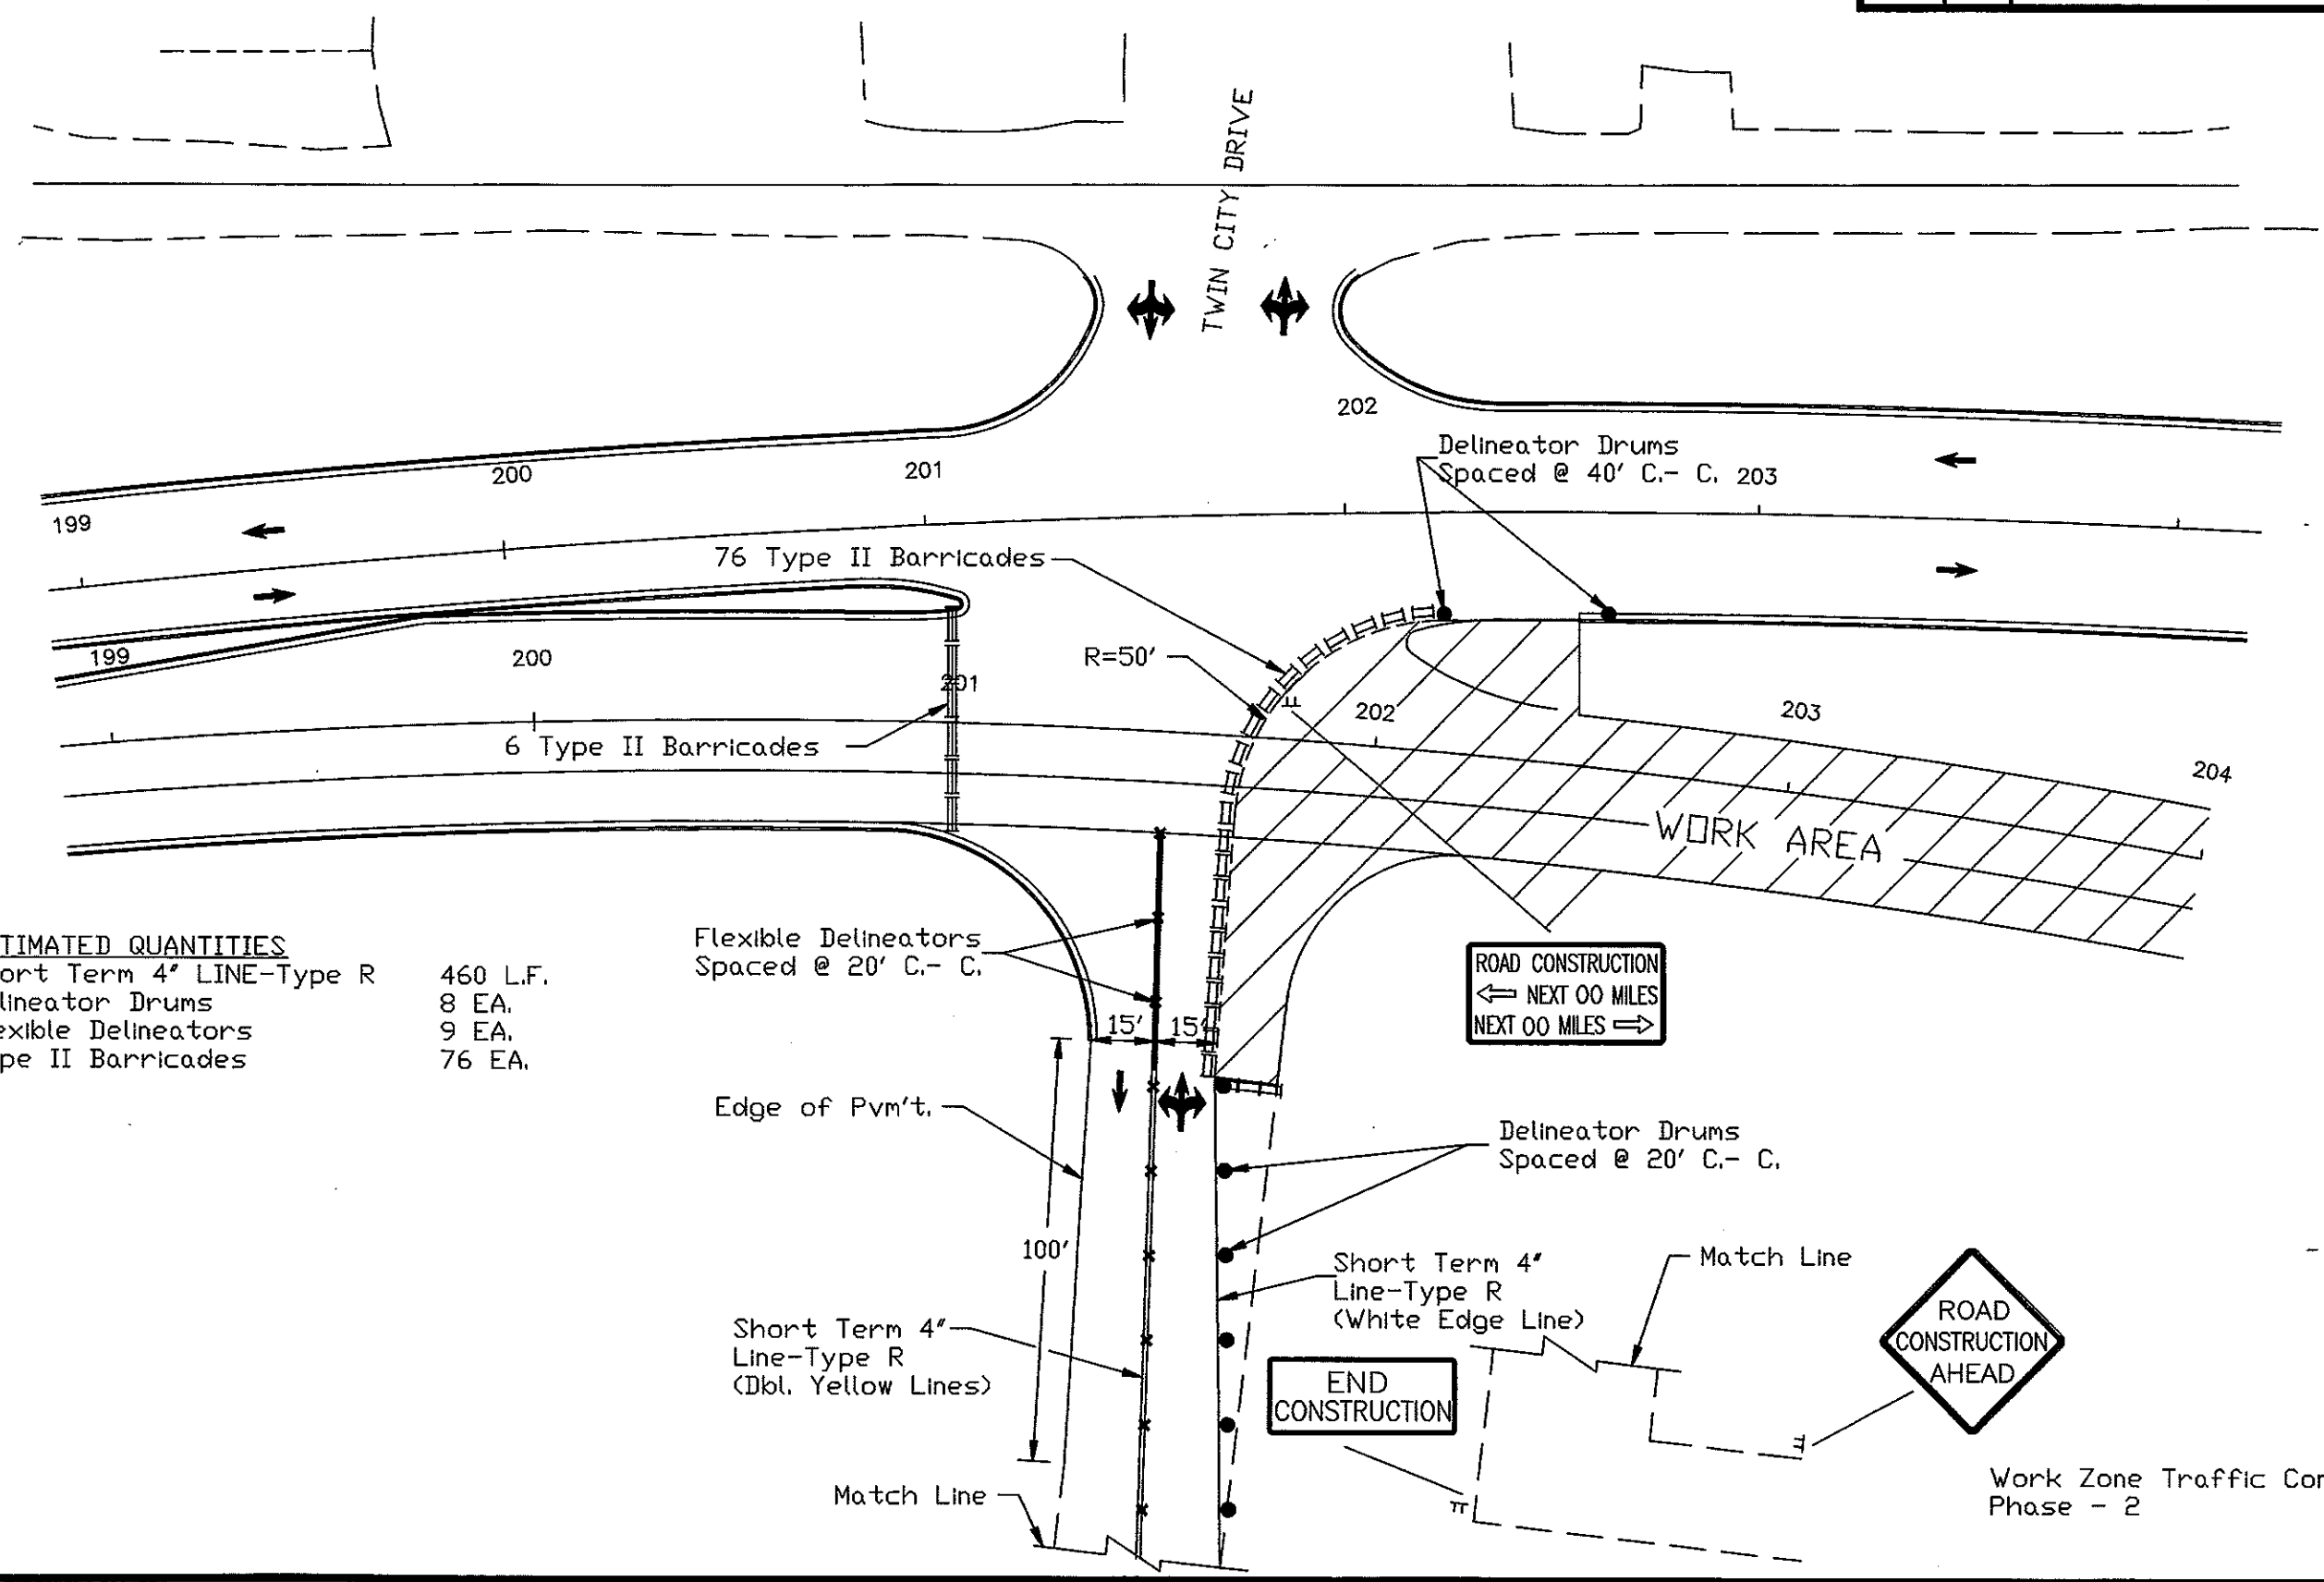 TWIN CITY DRIVE
202
Delineator Drums
Spaced @ 40' C.- C.
203
201
200
199
76 Type II Barricades
199
200
201
R=50'
202
203
204
6 Type II Barricades
WORK AREA
TIMATED QUANTITIES
ort Term 4" LINE-Type R 460 L.F.
lineator Drums 8 EA.
exible Delineators 9 EA.
pe II Barricades 76 EA.
Flexible Delineators
Spaced @ 20' C.- C.
ROAD CONSTRUCTION
⇐ NEXT OO MILES
NEXT OO MILES ⇒
15' 15'
Edge of Pvm't.
Delineator Drums
Spaced @ 20' C.- C.
100'
Short Term 4"
Line-Type R
(White Edge Line)
Match Line
ROAD
CONSTRUCTION
AHEAD
Short Term 4"
Line-Type R
(Dbl. Yellow Lines)
END
CONSTRUCTION
Match Line
Work Zone Traffic Con
Phase - 2